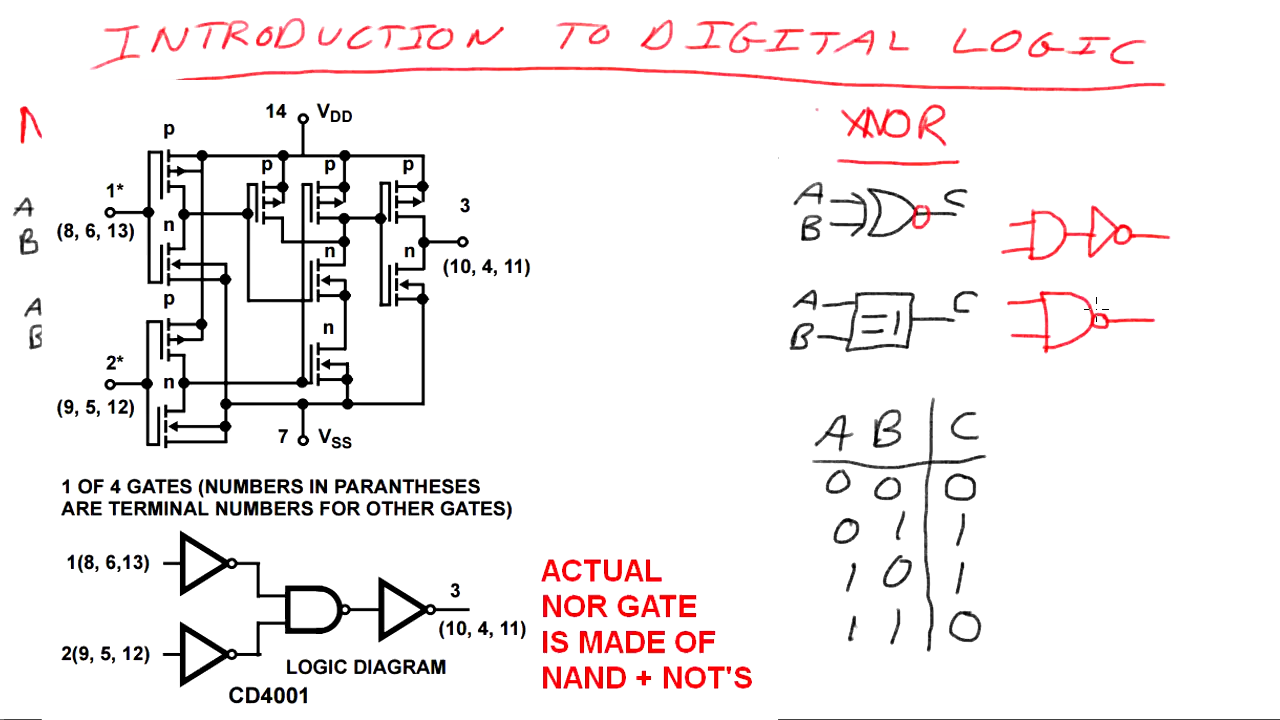 INTRODUCTION TO DIGITAL LOGIC
14 VDD
p
1*
(8, 6, 13)
n
p
p
p
n
n
3
(10, 4, 11)
p
2*
n
(9, 5, 12)
n
7 VSS
A
B
A
B
1 OF 4 GATES (NUMBERS IN PARANTHESES
ARE TERMINAL NUMBERS FOR OTHER GATES)
1(8, 6,13)
2(9, 5, 12)
3
(10, 4, 11)
LOGIC DIAGRAM
CD4001
ACTUAL
NOR GATE
IS MADE OF
NAND + NOT'S
XNOR
A
B
C
A
B
=1
C
A B C
0 0 0
0 1 1
1 0 1
1 1 0